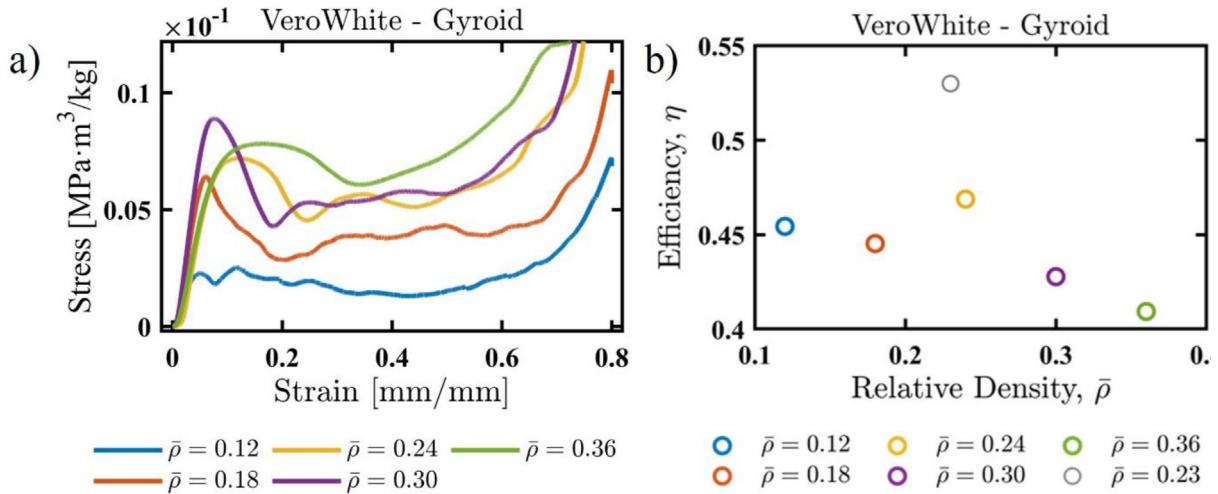 VeroWhite - Gyroid
a)
×10⁻¹
Stress [MPa·m³/kg]
0.1
0.05
0
0 0.2 0.4 0.6 0.8
Strain [mm/mm]
ρ̄ = 0.12 ρ̄ = 0.24 ρ̄ = 0.36
ρ̄ = 0.18 ρ̄ = 0.30
VeroWhite - Gyroid
b)
Efficiency, η
0.55
0.5
0.45
0.4
0.1 0.2 0.3
Relative Density, ρ̄
ρ̄ = 0.12 ρ̄ = 0.24 ρ̄ = 0.36
ρ̄ = 0.18 ρ̄ = 0.30 ρ̄ = 0.23